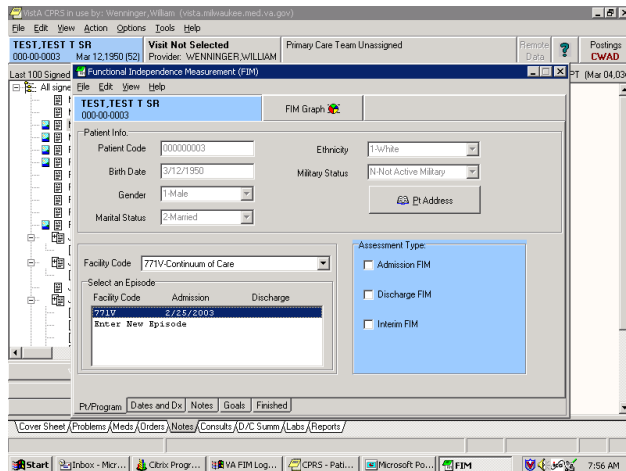 VistA CPRS in use by: Wenninger,William (vista.milwaukee.med.va.gov)
File Edit View Action Options Tools Help
TEST,TEST T SR
000-00-0003 Mar 12,1950 (52)
Visit Not Selected
Provider: WENNINGER,WILLIAM
Primary Care Team Unassigned
Remote
Data
Postings
CWAD
Last 100 Signed
PT (Mar 04,03
All signe
Functional Independence Measurement (FIM)
File Edit View Help
TEST,TEST T SR
000-00-0003
FIM Graph
Patient Info.
Patient Code 000000003
Ethnicity 1-White
Birth Date 3/12/1950
Military Status N-Not Active Military
Gender 1-Male
Pt Address
Marital Status 2-Married
Facility Code 771V-Continuum of Care
Assessment Type:
Admission FIM
Discharge FIM
Interim FIM
Select an Episode
Facility Code Admission Discharge
771V 2/25/2003
Enter New Episode
Pt/Program Dates and Dx Notes Goals Finished
Cover Sheet Problems Meds Orders Notes Consults D/C Summ Labs Reports
Start Inbox - Micr... Citrix Progr... VA FIM Log... CPRS - Pati... Microsoft Po... FIM 7:56 AM